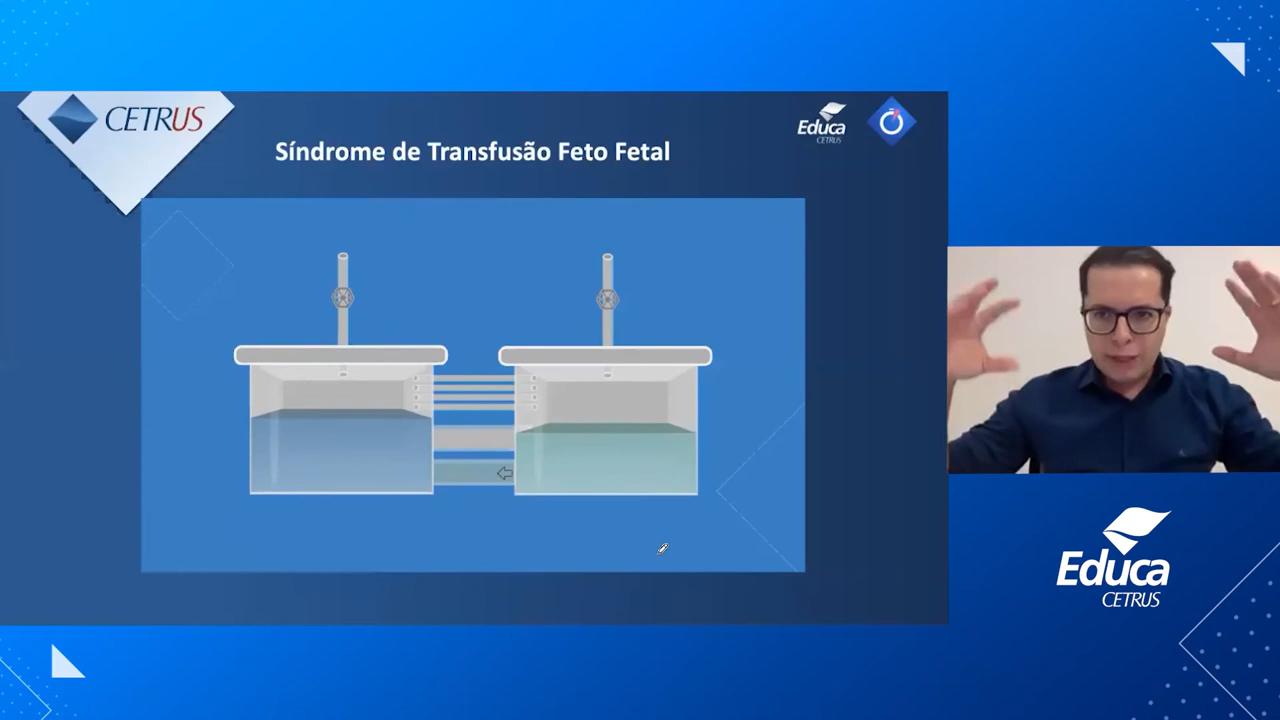 CETRUS
Educa
CETRUS
Síndrome de Transfusão Feto Fetal
Educa
CETRUS